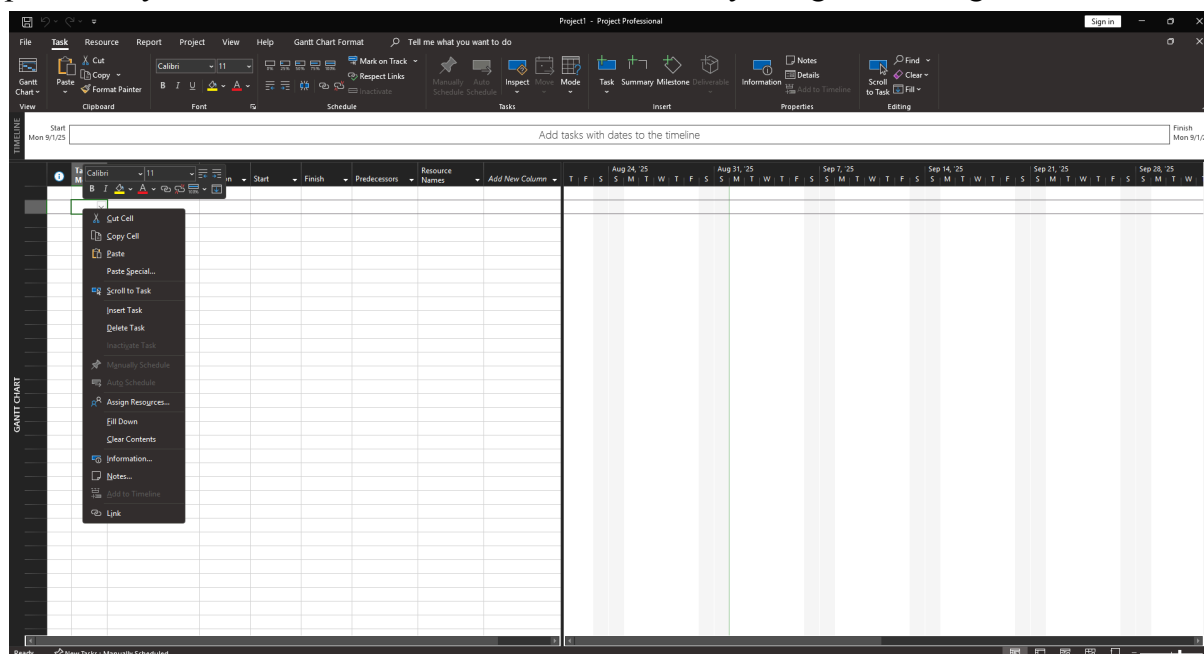 Project1 - Project Professional
Sign in
File Task Resource Report Project View Help Gantt Chart Format Tell me what you want to do
Gantt Chart
View
Paste
Cut
Copy
Format Painter
Clipboard
Calibri 11
B I U A
Font
0% 25% 50% 75% 100%
Mark on Track
Respect Links
Inactivate
Schedule
Manually Schedule
Auto Schedule
Inspect
Move
Mode
Tasks
Task
Summary
Milestone
Deliverable
Insert
Information
Notes
Details
Add to Timeline
Properties
Scroll to Task
Find
Clear
Fill
Editing
TIMELINE
Start
Mon 9/1/25
Add tasks with dates to the timeline
Finish
Start Finish Predecessors Resource Names Add New Column
Aug 24, '25 Aug 31, '25 Sep 7, '25 Sep 14, '25 Sep 21, '25 Sep 28, '25
T F S S M T W T F S S M T W T F S S M T W T F S S M T W T F S S M T W T F S S M T W T
Calibri 11
B I A
Cut Cell
Copy Cell
Paste
Paste Special...
Scroll to Task
Insert Task
Delete Task
Inactivate Task
Manually Schedule
Auto Schedule
Assign Resources...
Fill Down
Clear Contents
Information...
Notes...
Add to Timeline
Link
GANTT CHART
New Tasks : Manually Scheduled